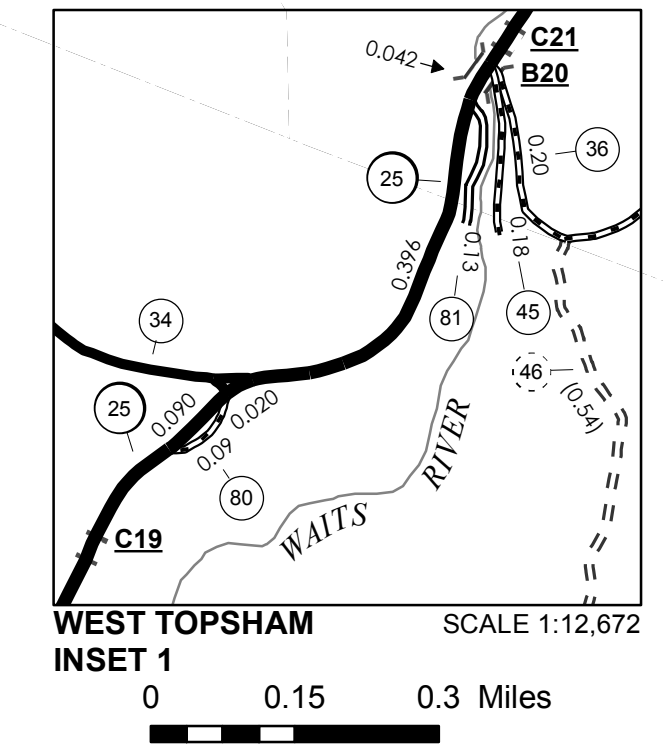 C21
0.042
B20
36
0.20
25
0.18
0.13
0.396
81
45
34
46
(0.54)
25
0.090
0.020
0.09
80
WAITS RIVER
C19
WEST TOPSHAM
INSET 1
SCALE 1:12,672
0 0.15 0.3 Miles